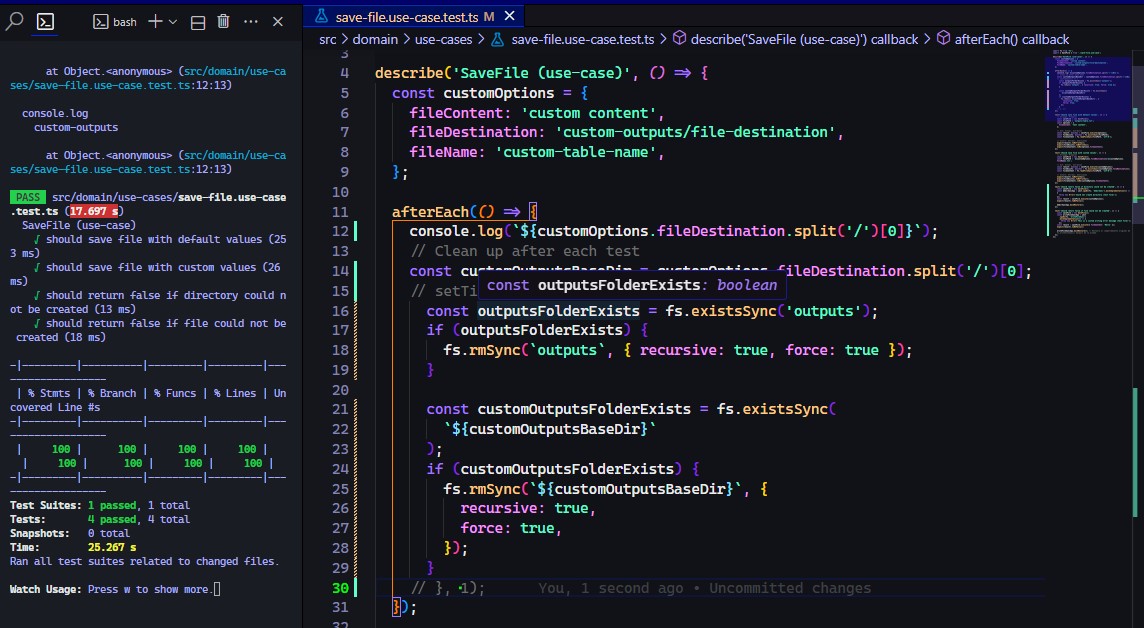 bash
save-file.use-case.test.ts M
src > domain > use-cases > save-file.use-case.test.ts > describe('SaveFile (use-case)') callback > afterEach() callback
at Object.<anonymous> (src/domain/use-ca
ses/save-file.use-case.test.ts:12:13)
console.log
custom-outputs
at Object.<anonymous> (src/domain/use-ca
ses/save-file.use-case.test.ts:12:13)
PASS src/domain/use-cases/save-file.use-case
.test.ts (17.697 s)
SaveFile (use-case)
√ should save file with default values (25
3 ms)
√ should save file with custom values (26
ms)
√ should return false if directory could n
ot be created (13 ms)
√ should return false if file could not be
created (18 ms)
-|---------|----------|---------|---------|---
----------------
| % Stmts | % Branch | % Funcs | % Lines | Un
covered Line #s
-|---------|----------|---------|---------|---
----------------
| 100 | 100 | 100 | 100 |
| 100 | 100 | 100 | 100 |
-|---------|----------|---------|---------|---
----------------
Test Suites: 1 passed, 1 total
Tests: 4 passed, 4 total
Snapshots: 0 total
Time: 25.267 s
Ran all test suites related to changed files.
Watch Usage: Press w to show more.
3
4 describe('SaveFile (use-case)', () => {
5 const customOptions = {
6 fileContent: 'custom content',
7 fileDestination: 'custom-outputs/file-destination',
8 fileName: 'custom-table-name',
9 };
10
11 afterEach(() => {
12 console.log(`${customOptions.fileDestination.split('/')[0]}`);
13 // Clean up after each test
14 const customOutputsBaseDir = customOptions.fileDestination.split('/')[0];
const outputsFolderExists: boolean
15 // setTi
16 const outputsFolderExists = fs.existsSync('outputs');
17 if (outputsFolderExists) {
18 fs.rmSync(`outputs`, { recursive: true, force: true });
19 }
20
21 const customOutputsFolderExists = fs.existsSync(
22 `${customOutputsBaseDir}`
23 );
24 if (customOutputsFolderExists) {
25 fs.rmSync(`${customOutputsBaseDir}`, {
26 recursive: true,
27 force: true,
28 });
29 }
30 // }, 1); You, 1 second ago • Uncommitted changes
31 });
32